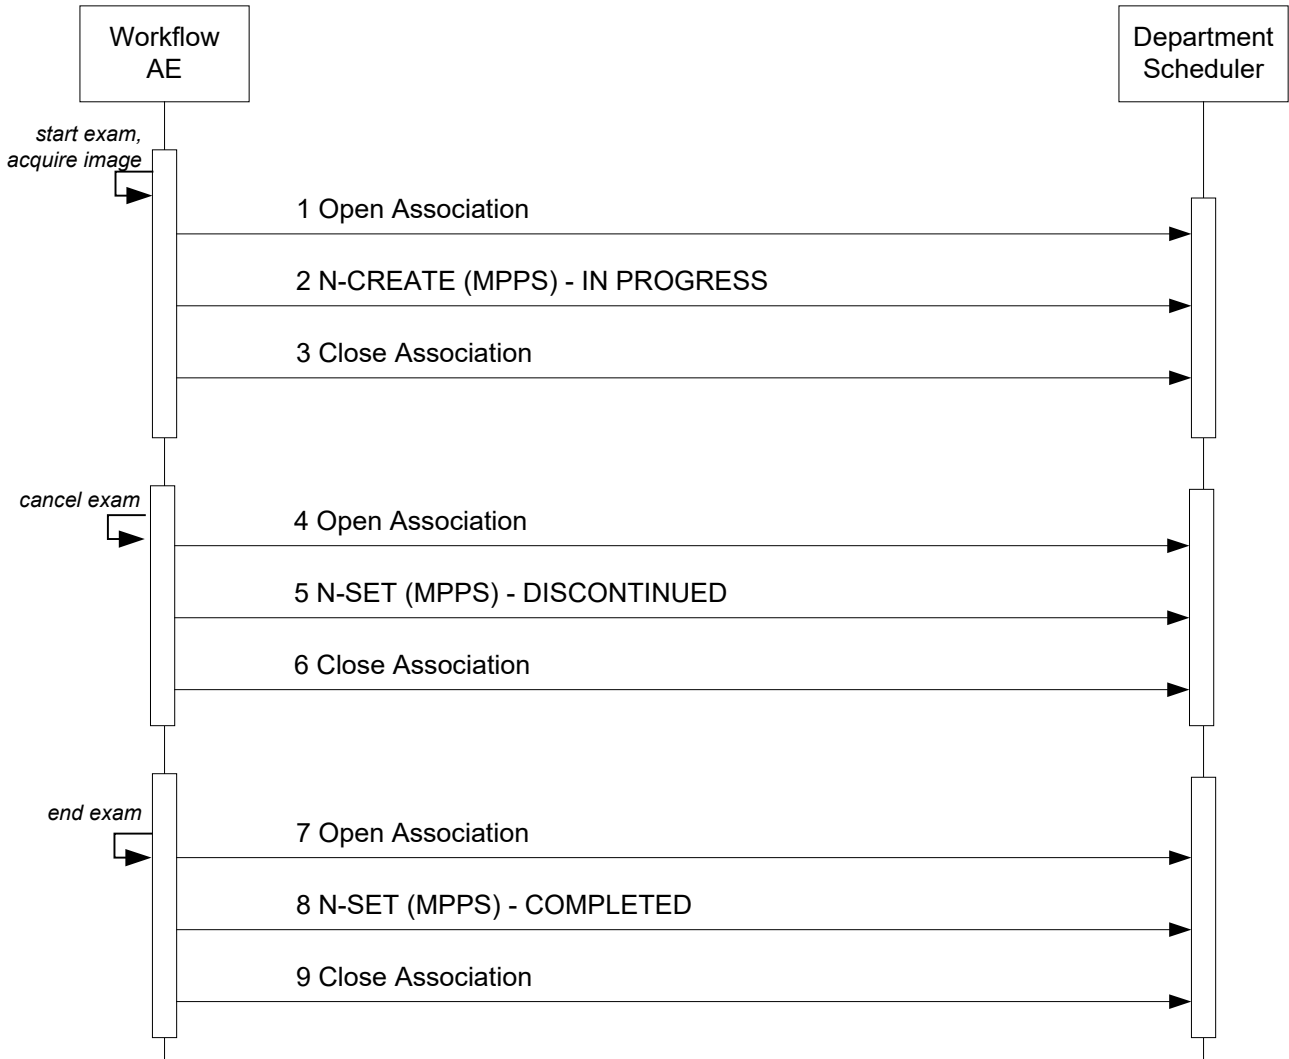 Workflow
AE
Department
Scheduler
start exam,
acquire image
1 Open Association
2 N-CREATE (MPPS) - IN PROGRESS
3 Close Association
cancel exam
4 Open Association
5 N-SET (MPPS) - DISCONTINUED
6 Close Association
end exam
7 Open Association
8 N-SET (MPPS) - COMPLETED
9 Close Association